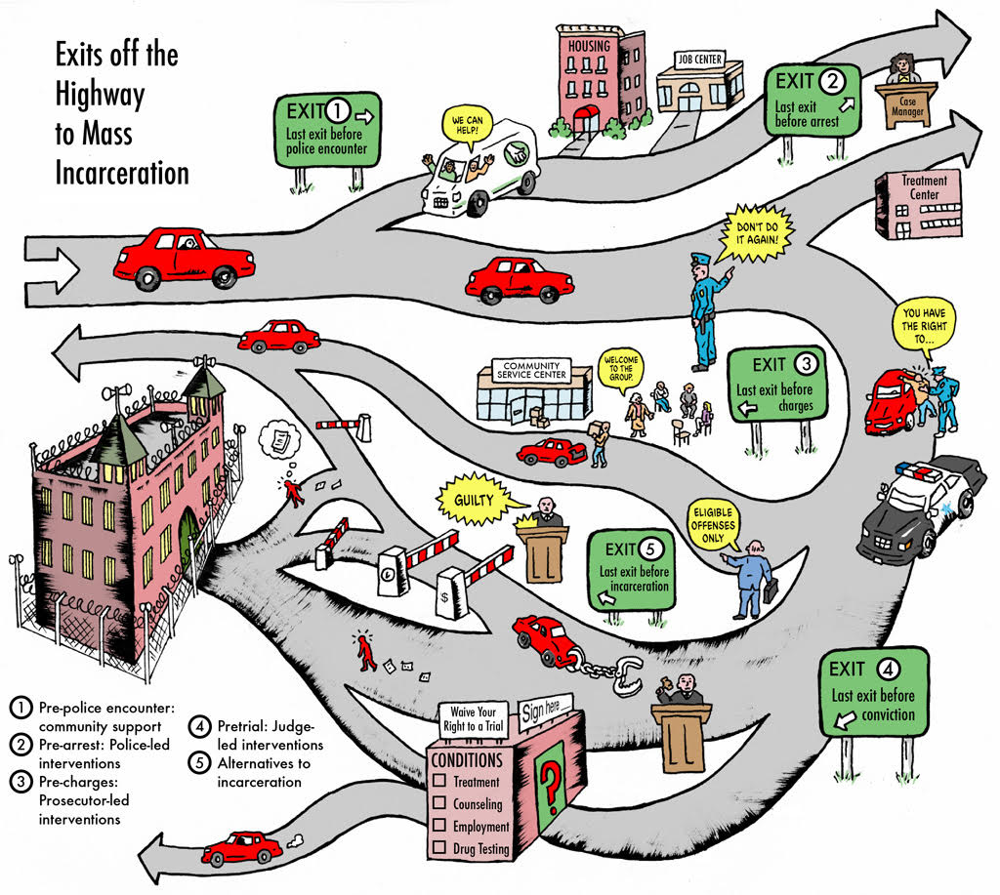 Exits off the
Highway
to Mass
Incarceration
EXIT 1
Last exit before
police encounter
WE CAN
HELP!
HOUSING
JOB CENTER
EXIT 2
Last exit
before arrest
Case
Manager
Treatment
Center
DON'T DO
IT AGAIN!
YOU HAVE
THE RIGHT
TO...
COMMUNITY
SERVICE CENTER
WELCOME
TO THE
GROUP.
EXIT 3
Last exit before
charges
GUILTY
ELIGIBLE
OFFENSES
ONLY
EXIT 5
Last exit before
incarceration
$
EXIT 4
Last exit before
conviction
Waive Your
Right to a Trial
Sign here __
CONDITIONS
Treatment
Counseling
Employment
Drug Testing
?
1 Pre-police encounter:
community support
2 Pre-arrest: Police-led
interventions
3 Pre-charges:
Prosecutor-led
interventions
4 Pretrial: Judge-
led interventions
5 Alternatives to
incarceration